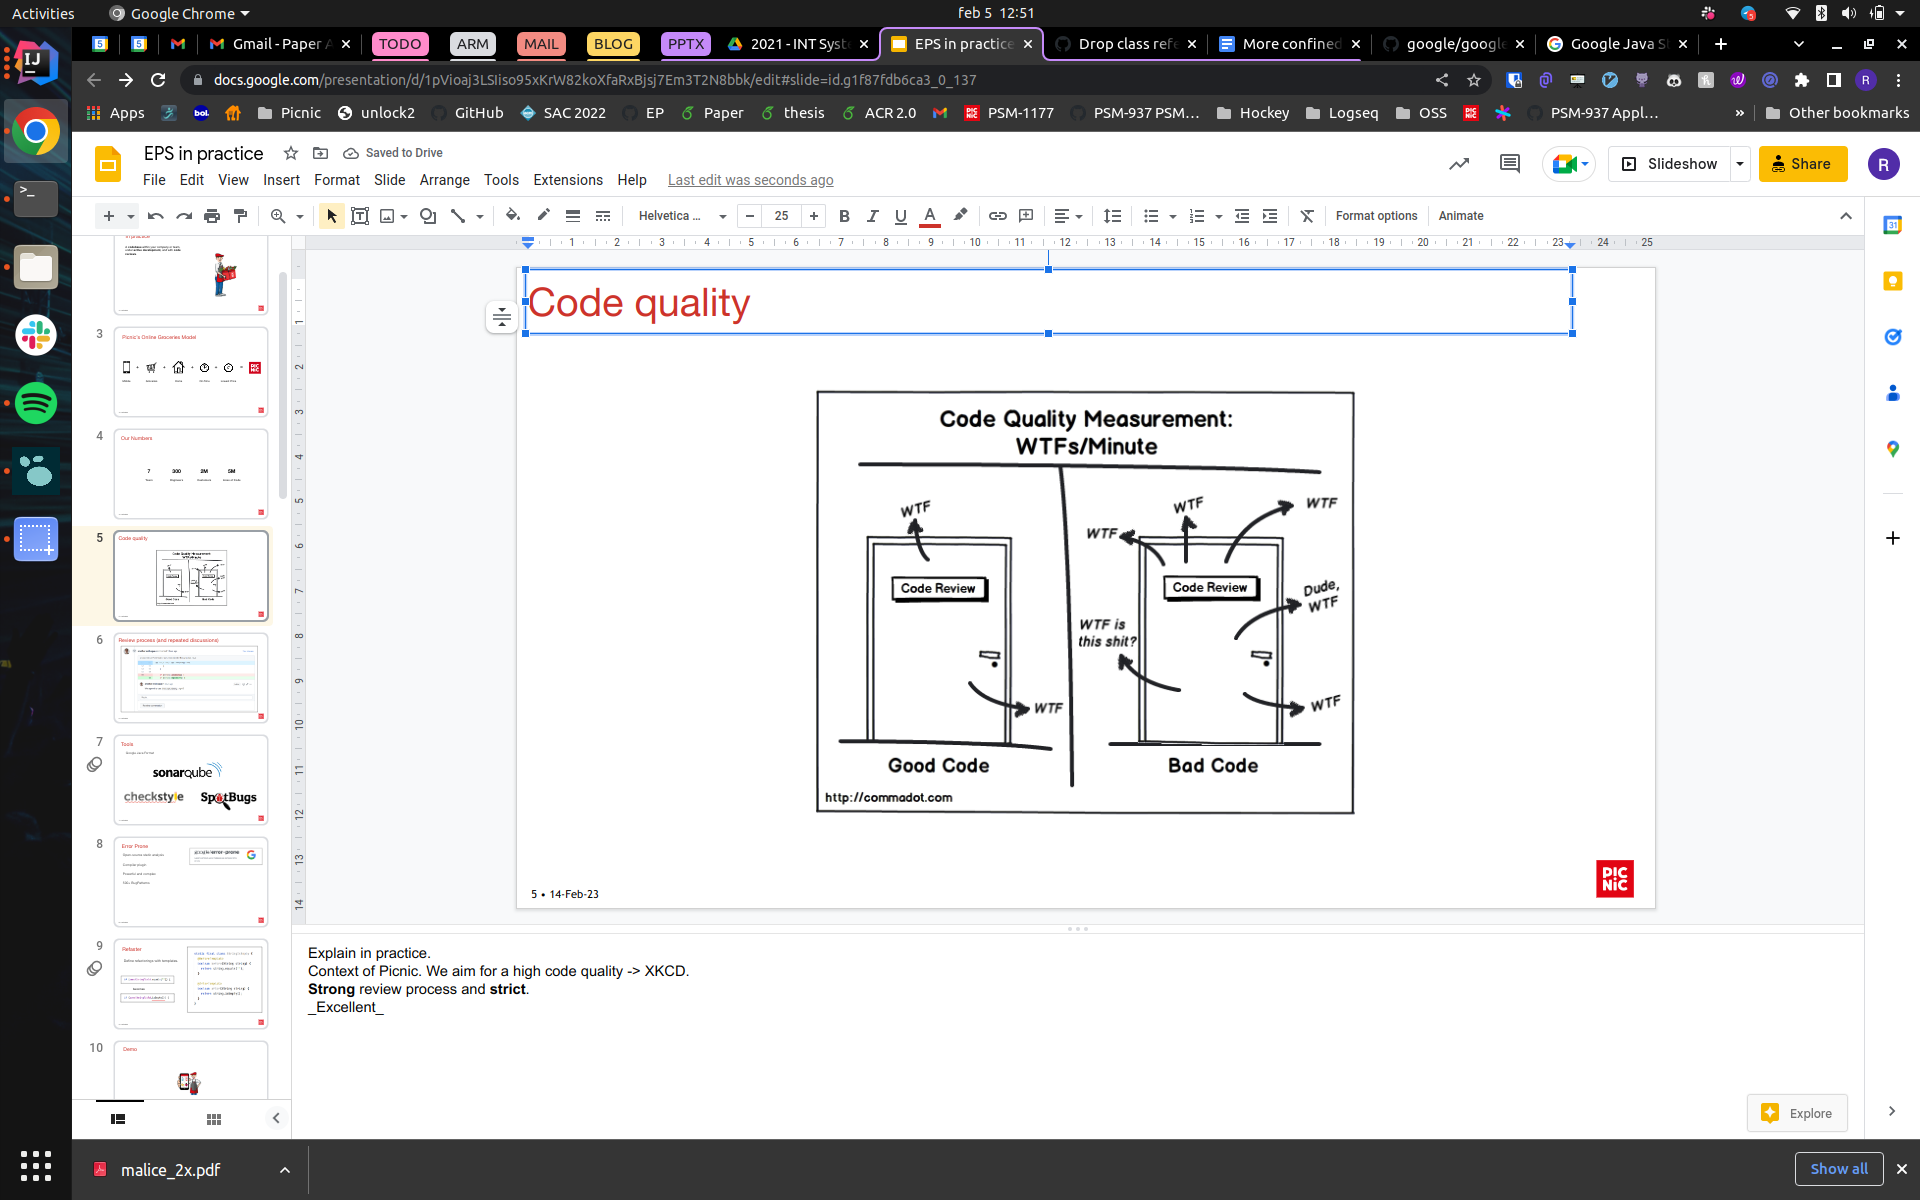 Activities
Google Chrome
feb 5 12:51
Gmail - Paper A
TODO
ARM
MAIL
BLOG
PPTX
2021 - INT Syst
EPS in practice
Drop class refe
More confined
google/google
Google Java S
docs.google.com/presentation/d/1pVioaj3LSIiso95xKrW82koXfaRxBjsj7Em3T2N8bbk/edit#slide=id.g1f87fdb6ca3_0_137
Apps
bol.
Picnic
unlock2
GitHub
SAC 2022
EP
Paper
thesis
ACR 2.0
PSM-1177
PSM-937 PSM...
Hockey
Logseq
OSS
PSM-937 Appl...
Other bookmarks
EPS in practice
Saved to Drive
File Edit View Insert Format Slide Arrange Tools Extensions Help
Last edit was seconds ago
Slideshow
Share
R
Helvetica ...
25
Format options
Animate
3
Picnic's Online Groceries Model
4
Our Numbers
7 300 2M 5M
5
Code quality
6
Review process (and repeated discussions)
7
Tools
sonarqube
checkstyle
SpotBugs
8
Error Prone
9
Refaster
10
Demo
Code quality
Code Quality Measurement:
WTFs/Minute
WTF
Code Review
WTF
Good Code
WTF
WTF
WTF
Code Review
Dude,
WTF
WTF is
this shit?
WTF
Bad Code
http://commadot.com
5 • 14-Feb-23
PIC
NIC
Explain in practice.
Context of Picnic. We aim for a high code quality -> XKCD.
Strong review process and strict.
_Excellent_
Explore
malice_2x.pdf
Show all